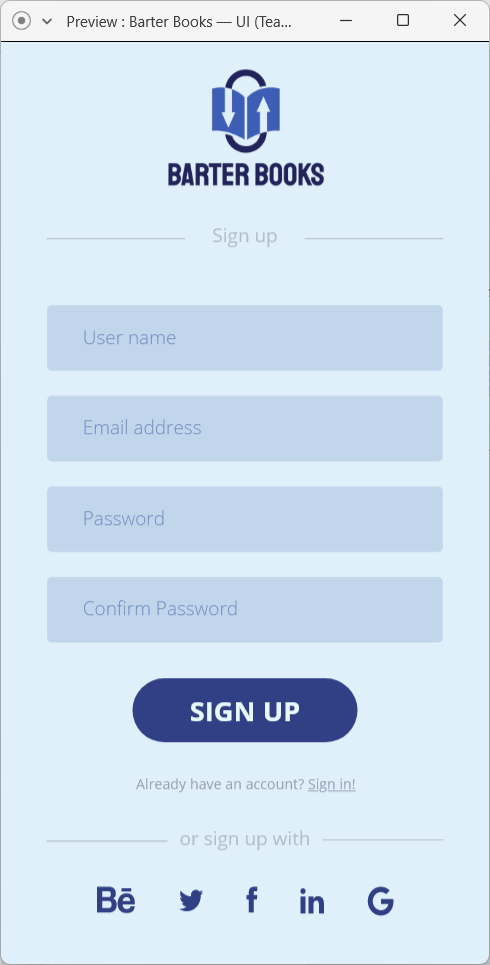 Preview : Barter Books — UI (Tea...
BARTER BOOKS
Sign up
User name
Email address
Password
Confirm Password
SIGN UP
Already have an account? Sign in!
or sign up with
Bē f in G